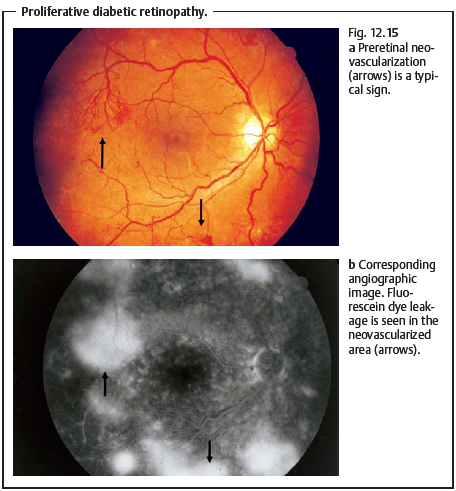 Proliferative diabetic retinopathy.
Fig. 12.15
a Preretinal neo-
vascularization
(arrows) is a typi-
cal sign.
b Corresponding
angiographic
image. Fluo-
rescein dye leak-
age is seen in the
neovascularized
area (arrows).